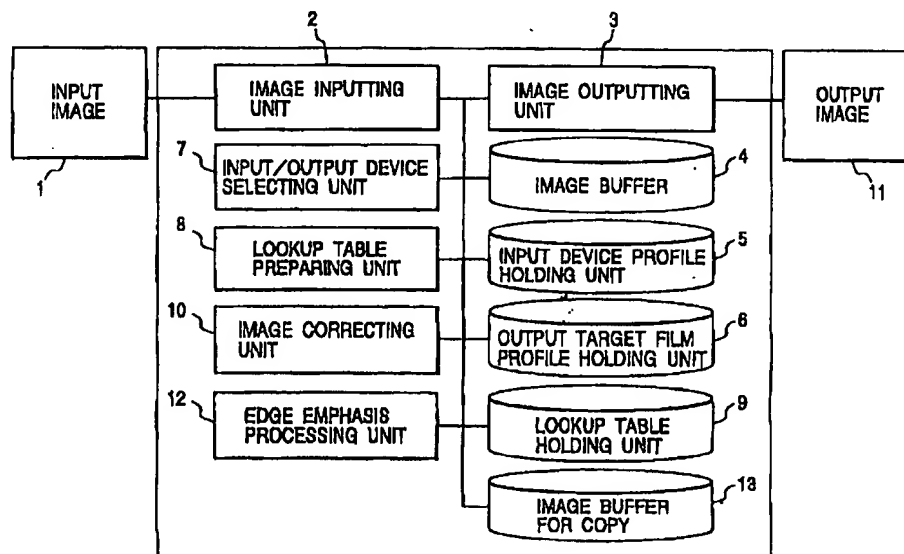 2
3
INPUT
IMAGE
1
IMAGE INPUTTING
UNIT
IMAGE OUTPUTTING
UNIT
OUTPUT
IMAGE
11
7
INPUT/OUTPUT DEVICE
SELECTING UNIT
4
IMAGE BUFFER
8
LOOKUP TABLE
PREPARING UNIT
5
INPUT DEVICE PROFILE
HOLDING UNIT
10
IMAGE CORRECTING
UNIT
6
OUTPUT TARGET FILM
PROFILE HOLDING UNIT
12
EDGE EMPHASIS
PROCESSING UNIT
9
LOOKUP TABLE
HOLDING UNIT
13
IMAGE BUFFER
FOR COPY